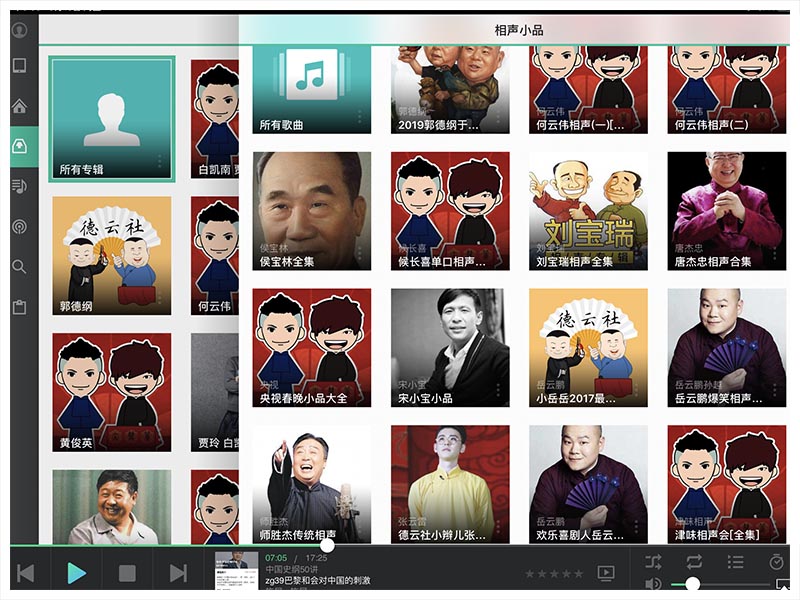 相声小品
所有专辑
白凯南 贾
德云社
郭德纲
何云伟
黄俊英
贾玲 白凯
所有歌曲
郭德纲
2019郭德纲于...
何云伟
何云伟相声(一)[...
何云伟
何云伟相声(二)
侯宝林
侯宝林全集
候长喜
候长喜单口相声...
刘宝瑞
刘宝瑞
刘宝瑞相声全集
唐杰忠
唐杰忠相声合集
央视
央视春晚小品大全
宋小宝
宋小宝小品
德云社
岳云鹏
小岳岳2017最...
岳云鹏孙越
岳云鹏爆笑相声...
师胜杰
师胜杰传统相声
张云雷
德云社小辫儿张...
岳云鹏
欢乐喜剧人岳云...
津味相声
津味相声会[全集]
07:05 / 17:25
中国史纲50讲
zg39巴黎和会对中国的刺激